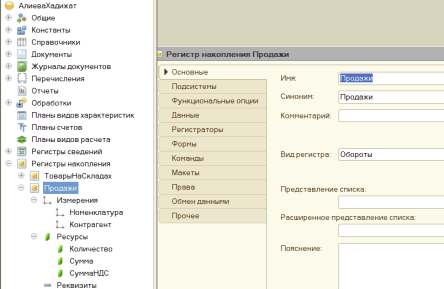 АлиеваХадижат
Общие
Константы
Справочники
Документы
Журналы документов
Перечисления
Отчеты
Обработки
Планы видов характеристик
Планы счетов
Планы видов расчета
Регистры сведений
Регистры накопления
ТоварыНаСкладах
Продажи
Измерения
Номенклатура
Контрагент
Ресурсы
Количество
Сумма
СуммаНДС
Реквизиты
Регистр накопления Продажи
Основные
Подсистемы
Функциональные опции
Данные
Регистраторы
Формы
Команды
Макеты
Права
Обмен данными
Прочее
Имя: Продажи
Синоним: Продажи
Комментарий:
Вид регистра: Обороты
Представление списка:
Расширенное представление списка:
Пояснение: